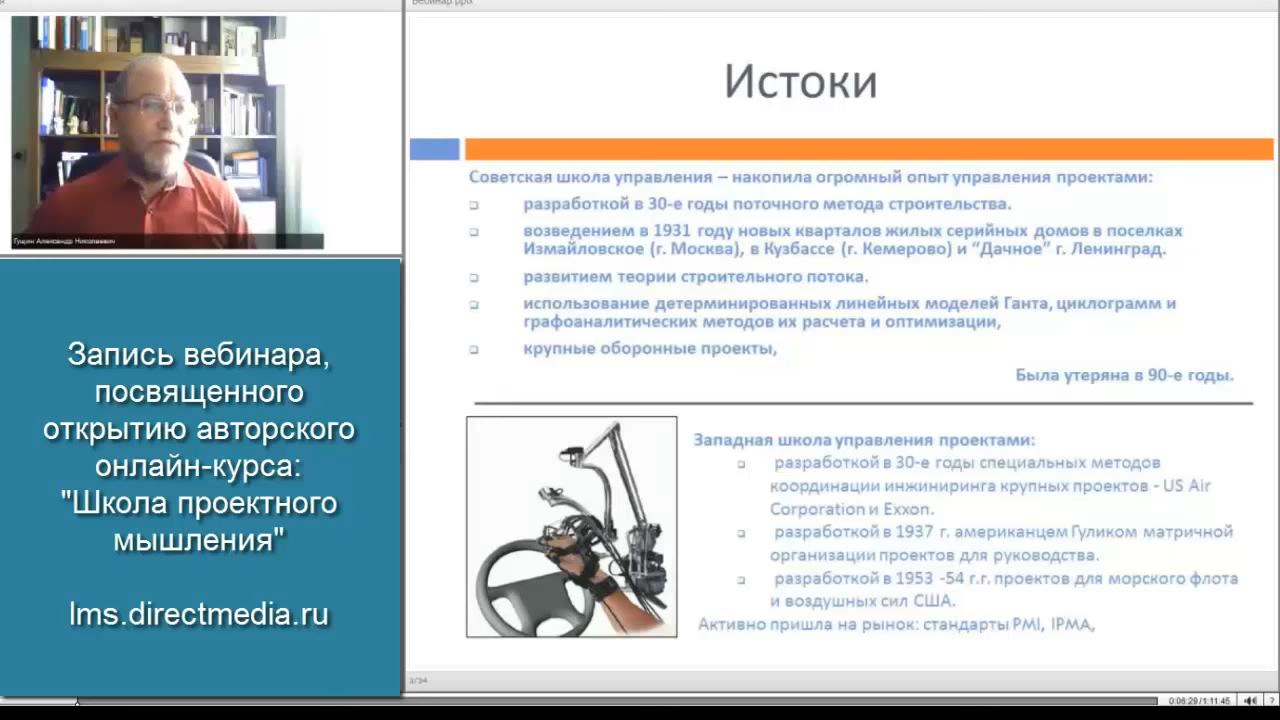 Вебинар.pptx
Гущин Александр Николаевич
Запись вебинара,
посвященного
открытию авторского
онлайн-курса:
"Школа проектного
мышления"
lms.directmedia.ru
Истоки
Советская школа управления – накопила огромный опыт управления проектами:
разработкой в 30-е годы поточного метода строительства.
возведением в 1931 году новых кварталов жилых серийных домов в поселках
Измайловское (г. Москва), в Кузбассе (г. Кемерово) и “Дачное” г. Ленинград.
развитием теории строительного потока.
использование детерминированных линейных моделей Ганта, циклограмм и
графоаналитических методов их расчета и оптимизации,
крупные оборонные проекты,
Была утеряна в 90-е годы.
Западная школа управления проектами:
разработкой в 30-е годы специальных методов
координации инжиниринга крупных проектов - US Air
Corporation и Exxon.
разработкой в 1937 г. американцем Гуликом матричной
организации проектов для руководства.
разработкой в 1953 -54 г.г. проектов для морского флота
и воздушных сил США.
Активно пришла на рынок: стандарты PMI, IPMA,
3/34
0:06:29/1:11:45
?